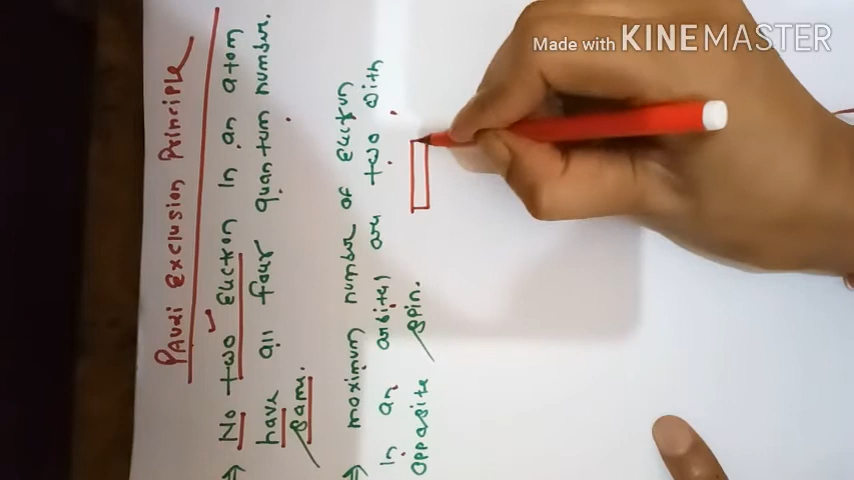 Pauli Exclusion Principle
⇒ No two Electron In an atom
have all four quantum number.
same.
⇒ maximum number of Electron
In an orbital are two with
opposite spin.
Made with KINEMASTER